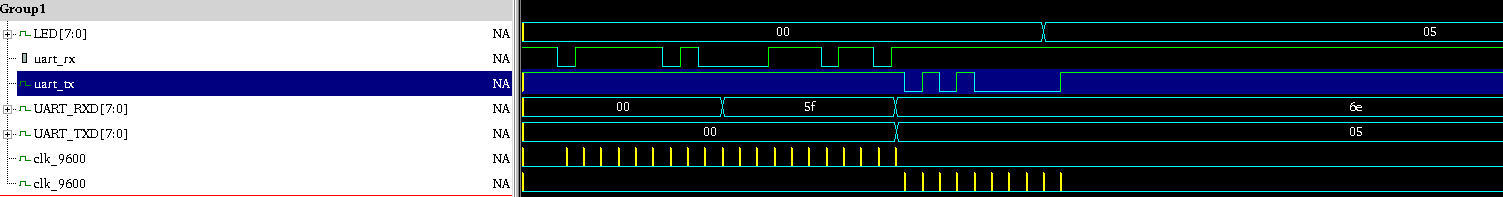 Group1
LED[7:0] NA 00 05
uart_rx NA
uart_tx NA
UART_RXD[7:0] NA 00 5f 6e
UART_TXD[7:0] NA 00 05
clk_9600 NA
clk_9600 NA